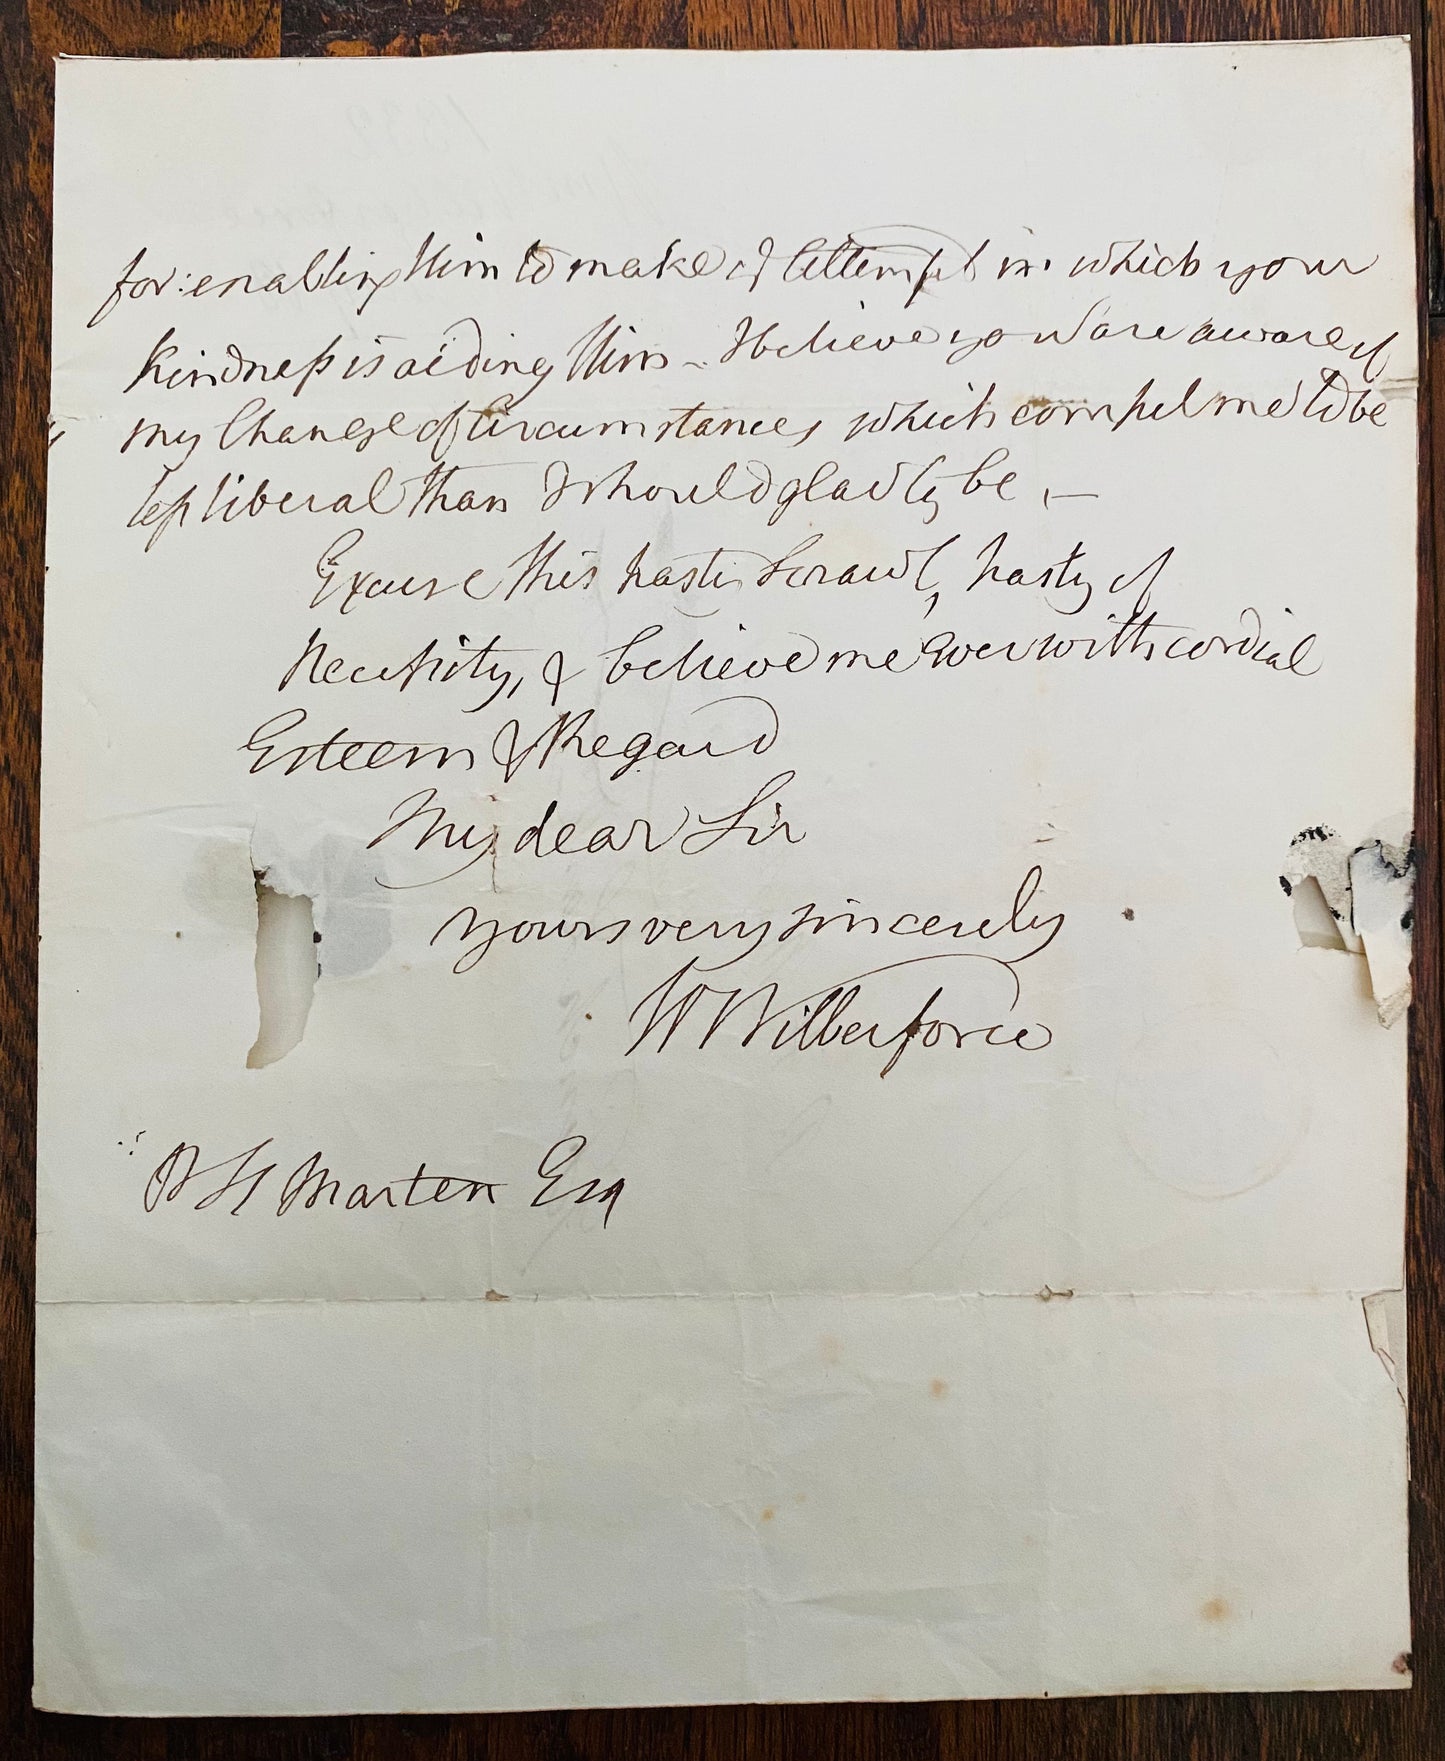 for enabling Him to make ye Attempt in which your
Kindness is aiding Him – I believe you are aware of
my Change of Circumstances which compel me to be
less liberal than I should gladly be , –
Excuse this hasty Scrawl, hasty of
Necessity, & believe me Ever with cordial
Esteem & Regard
My dear Sir
yours very sincerely
W Wilberforce
R H Marten Esq